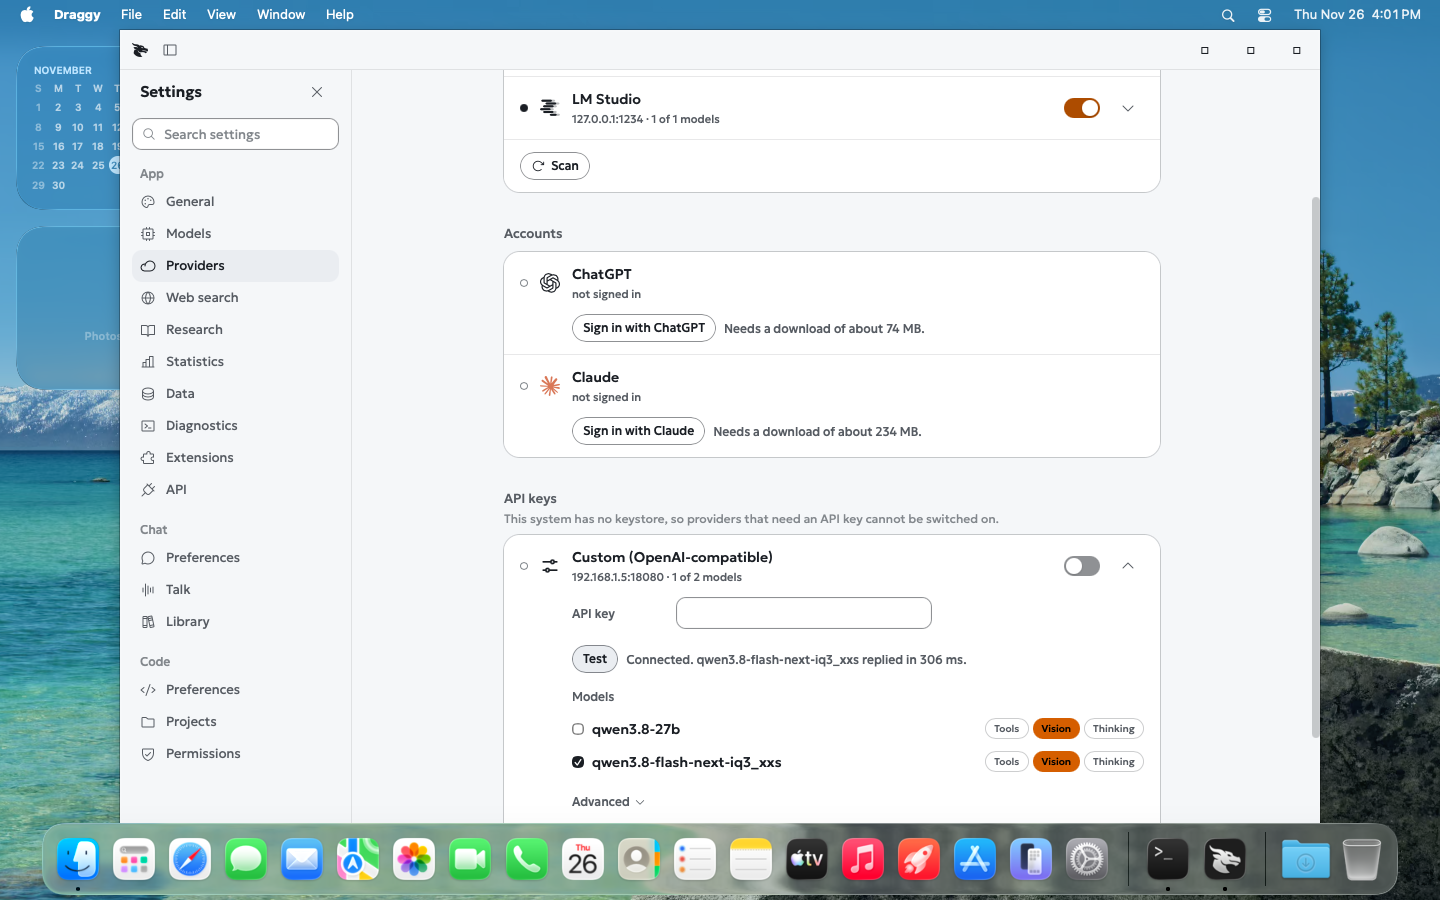 Draggy File Edit View Window Help
Thu Nov 26 4:01 PM
NOVEMBER
S M T W T
1 2 3 4 5
8 9 10 11 12
15 16 17 18 19
22 23 24 25 26
29 30
Photos
Settings
Search settings
App
General
Models
Providers
Web search
Research
Statistics
Data
Diagnostics
Extensions
API
Chat
Preferences
Talk
Library
Code
Preferences
Projects
Permissions
LM Studio
127.0.0.1:1234 · 1 of 1 models
Scan
Accounts
ChatGPT
not signed in
Sign in with ChatGPT Needs a download of about 74 MB.
Claude
not signed in
Sign in with Claude Needs a download of about 234 MB.
API keys
This system has no keystore, so providers that need an API key cannot be switched on.
Custom (OpenAI-compatible)
192.168.1.5:18080 · 1 of 2 models
API key
Test Connected. qwen3.8-flash-next-iq3_xxs replied in 306 ms.
Models
qwen3.8-27b Tools Vision Thinking
qwen3.8-flash-next-iq3_xxs Tools Vision Thinking
Advanced
Thu
26
tv